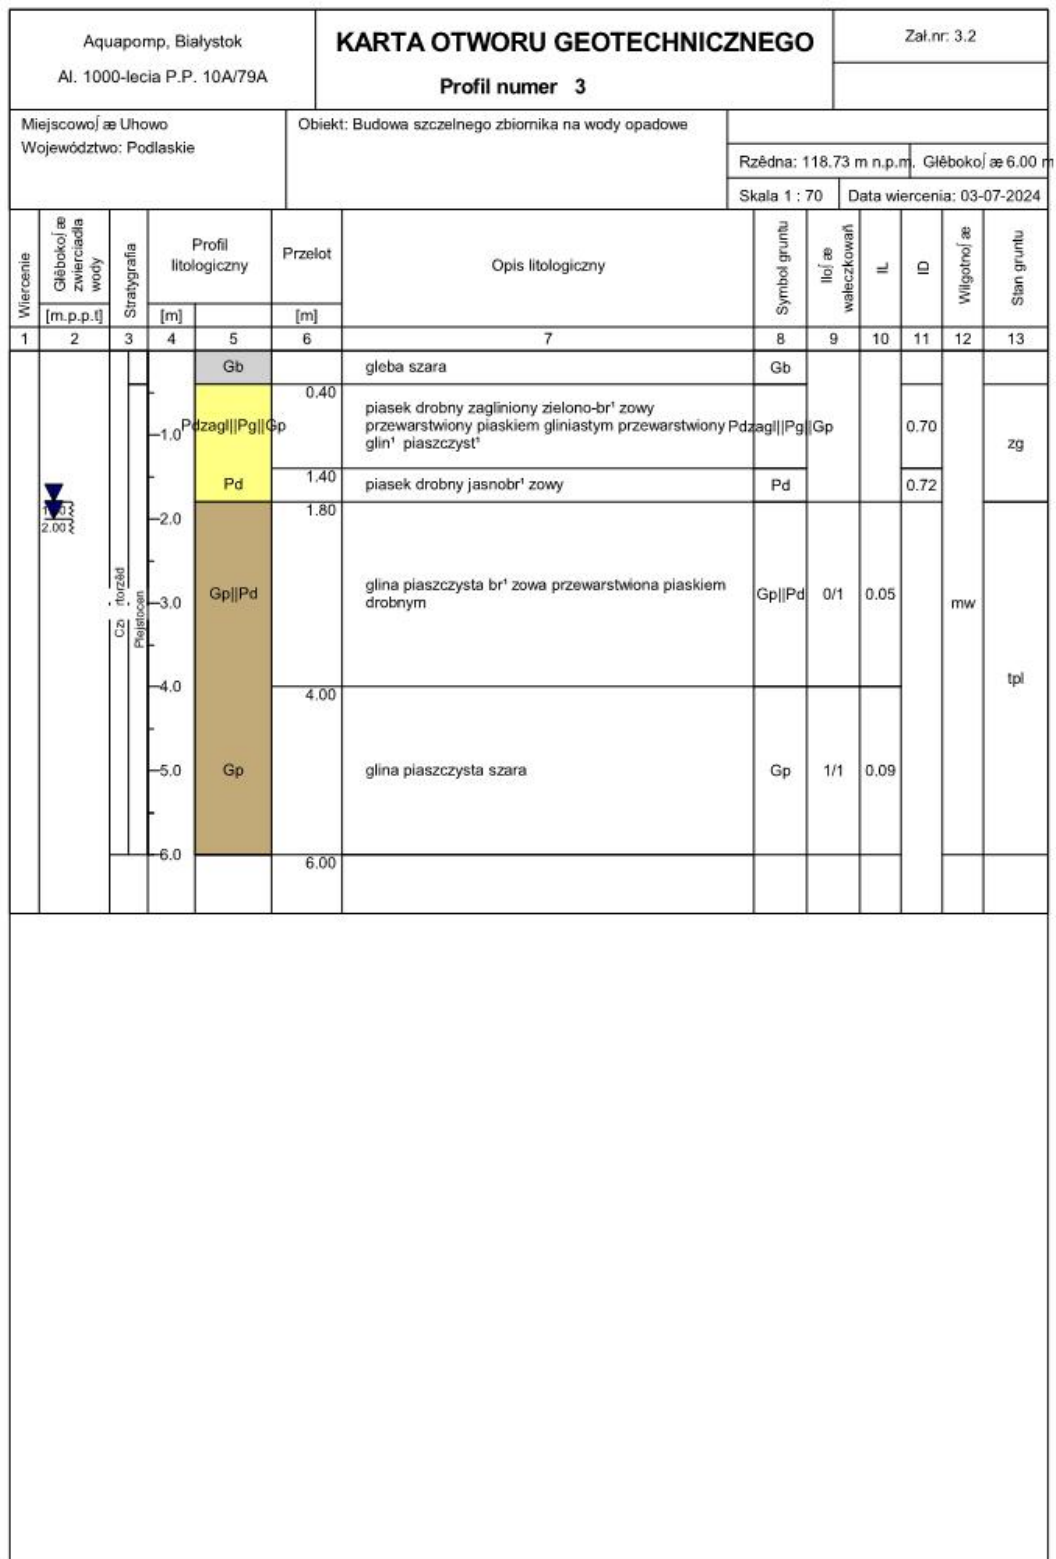 Aquapomp, Białystok
Al. 1000-lecia P.P. 10A/79A
KARTA OTWORU GEOTECHNICZNEGO
Profil numer 3
Zał.nr: 3.2
Miejscowo∫ æ Uhowo
Województwo: Podlaskie
Obiekt: Budowa szczelnego zbiornika na wody opadowe
Rzêdna: 118.73 m n.p.m.
Głêboko∫ æ 6.00 m
Skala 1 : 70
Data wiercenia: 03-07-2024
Wiercenie
Głêboko∫ æ
zwierciadla
wody
[m.p.p.t]
Stratygrafia
Profil
litologiczny
[m]
Przelot
[m]
Opis litologiczny
Symbol gruntu
Ilo∫ æ
wałeczkowañ
IL
ID
Wilgotno∫ æ
Stan gruntu
1 2 3 4 5 6 7 8 9 10 11 12 13
Gb
gleba szara
Gb
0.40
Pdzagl||Pg||Gp
piasek drobny zagliniony zielono-br¹ zowy
przewarstwiony piaskiem gliniastym przewarstwiony
glin¹ piaszczyst¹
Pdzagl||Pg||Gp
0.70
zg
1.0
1.40
Pd
piasek drobny jasnobr¹ zowy
Pd
0.72
1.80
2.00
2.0
Plejstocen
3.0
Gp||Pd
glina piaszczysta br¹ zowa przewarstwiona piaskiem
drobnym
Gp||Pd
0/1
0.05
mw
4.0
4.00
tpl
5.0
Gp
glina piaszczysta szara
Gp
1/1
0.09
6.0
6.00